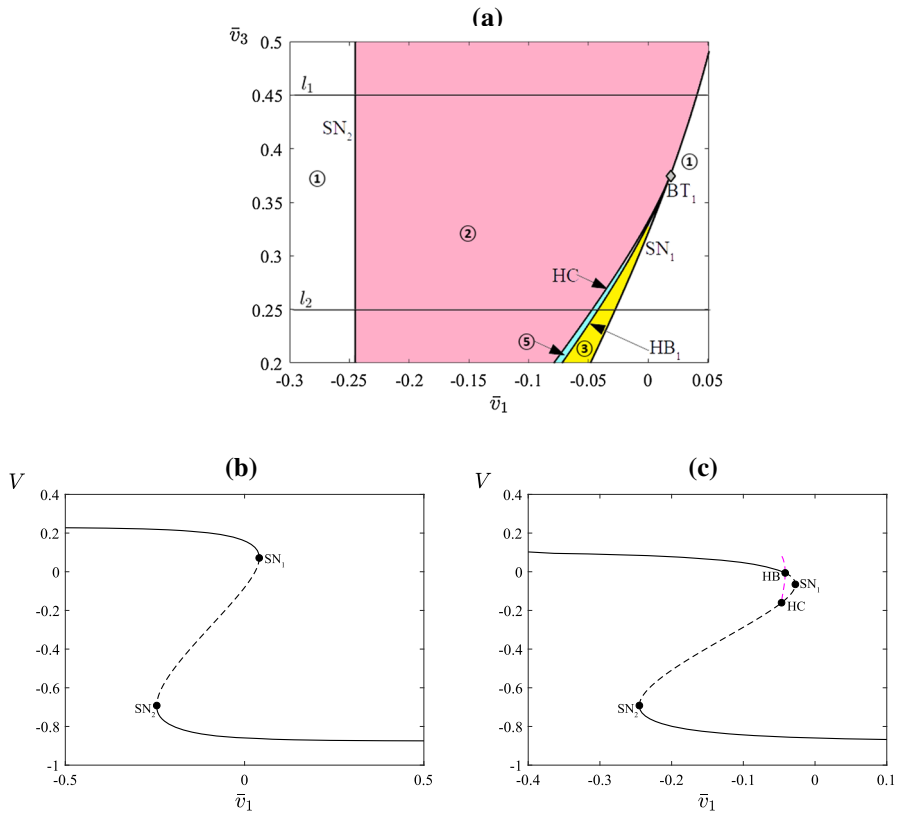 (a)
v̄₃
0.5
l₁
0.45
SN₂
0.4
①
①
0.35
BT₁
②
0.3
SN₁
HC
l₂
0.25
⑤
③
HB₁
0.2
-0.3 -0.25 -0.2 -0.15 -0.1 -0.05 0 0.05
v̄₁
(b)
V
0.4
0.2
0
-0.2
-0.4
-0.6
-0.8
-1
SN₁
SN₂
-0.5 0 0.5
v̄₁
(c)
V
0.4
0.2
0
-0.2
-0.4
-0.6
-0.8
-1
HB
SN₁
HC
SN₂
-0.4 -0.3 -0.2 -0.1 0 0.1
v̄₁